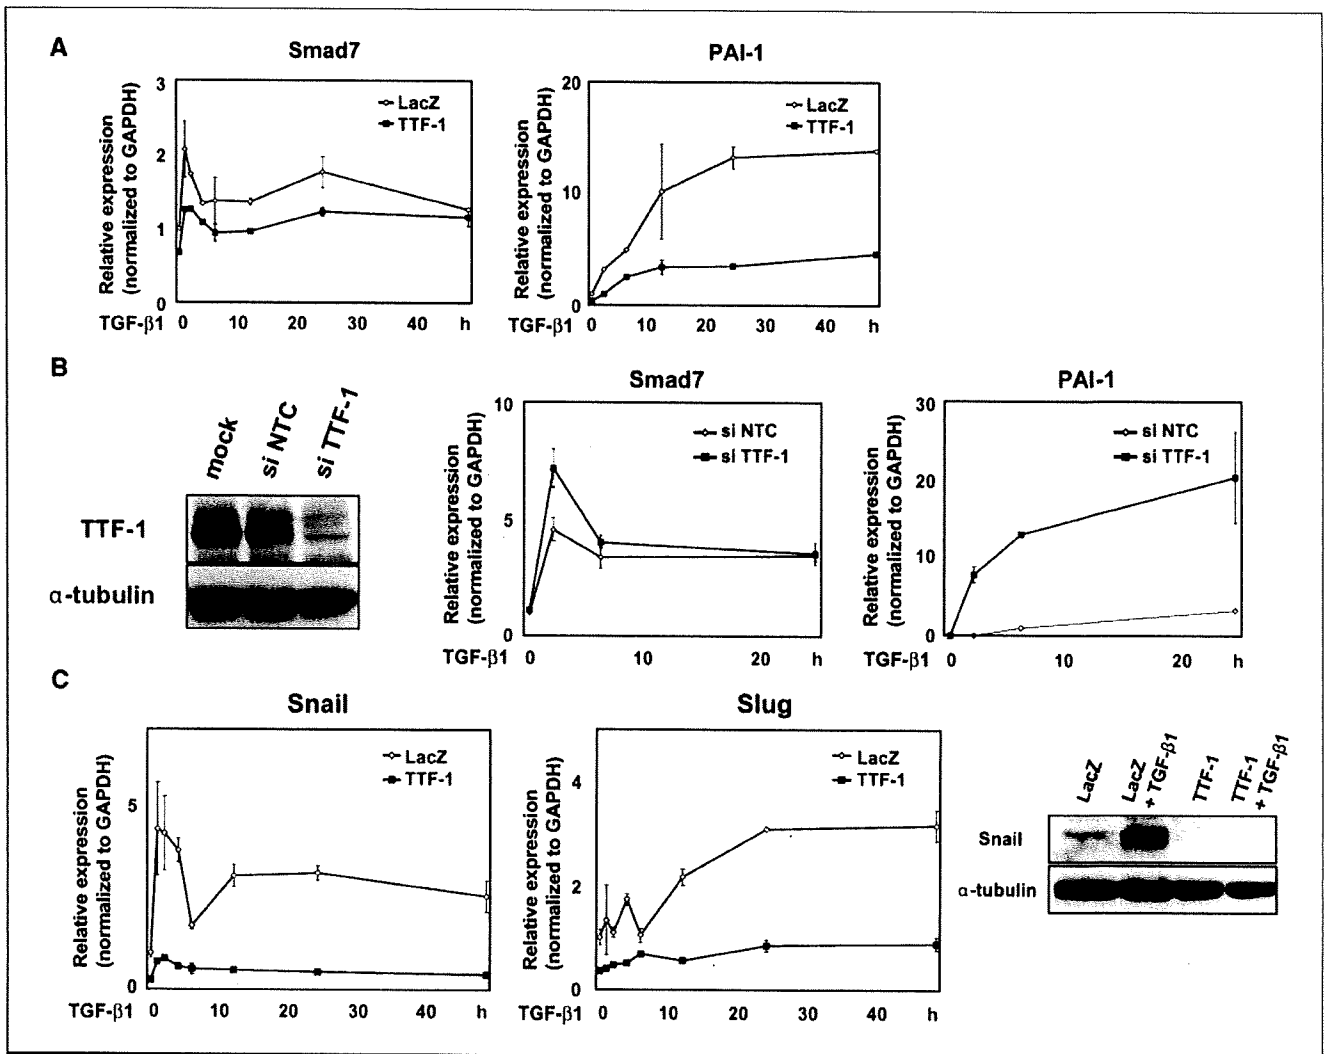 A
Smad7
Relative expression
(normalized to GAPDH)
3
2
1
0
LacZ
TTF-1
TGF-β1 0 10 20 30 40 h
PAI-1
Relative expression
(normalized to GAPDH)
20
10
0
LacZ
TTF-1
TGF-β1 0 10 20 30 40 h
B
mock
si NTC
si TTF-1
TTF-1
α-tubulin
Smad7
Relative expression
(normalized to GAPDH)
10
5
0
si NTC
si TTF-1
TGF-β1 0 10 20 h
PAI-1
Relative expression
(normalized to GAPDH)
30
20
10
0
si NTC
si TTF-1
TGF-β1 0 10 20 h
C
Snail
Relative expression
(normalized to GAPDH)
5
0
LacZ
TTF-1
TGF-β1 0 10 20 30 40 h
Slug
Relative expression
(normalized to GAPDH)
4
2
0
LacZ
TTF-1
TGF-β1 0 10 20 30 40 h
LacZ
LacZ
+ TGF-β1
TTF-1
TTF-1
+ TGF-β1
Snail
α-tubulin